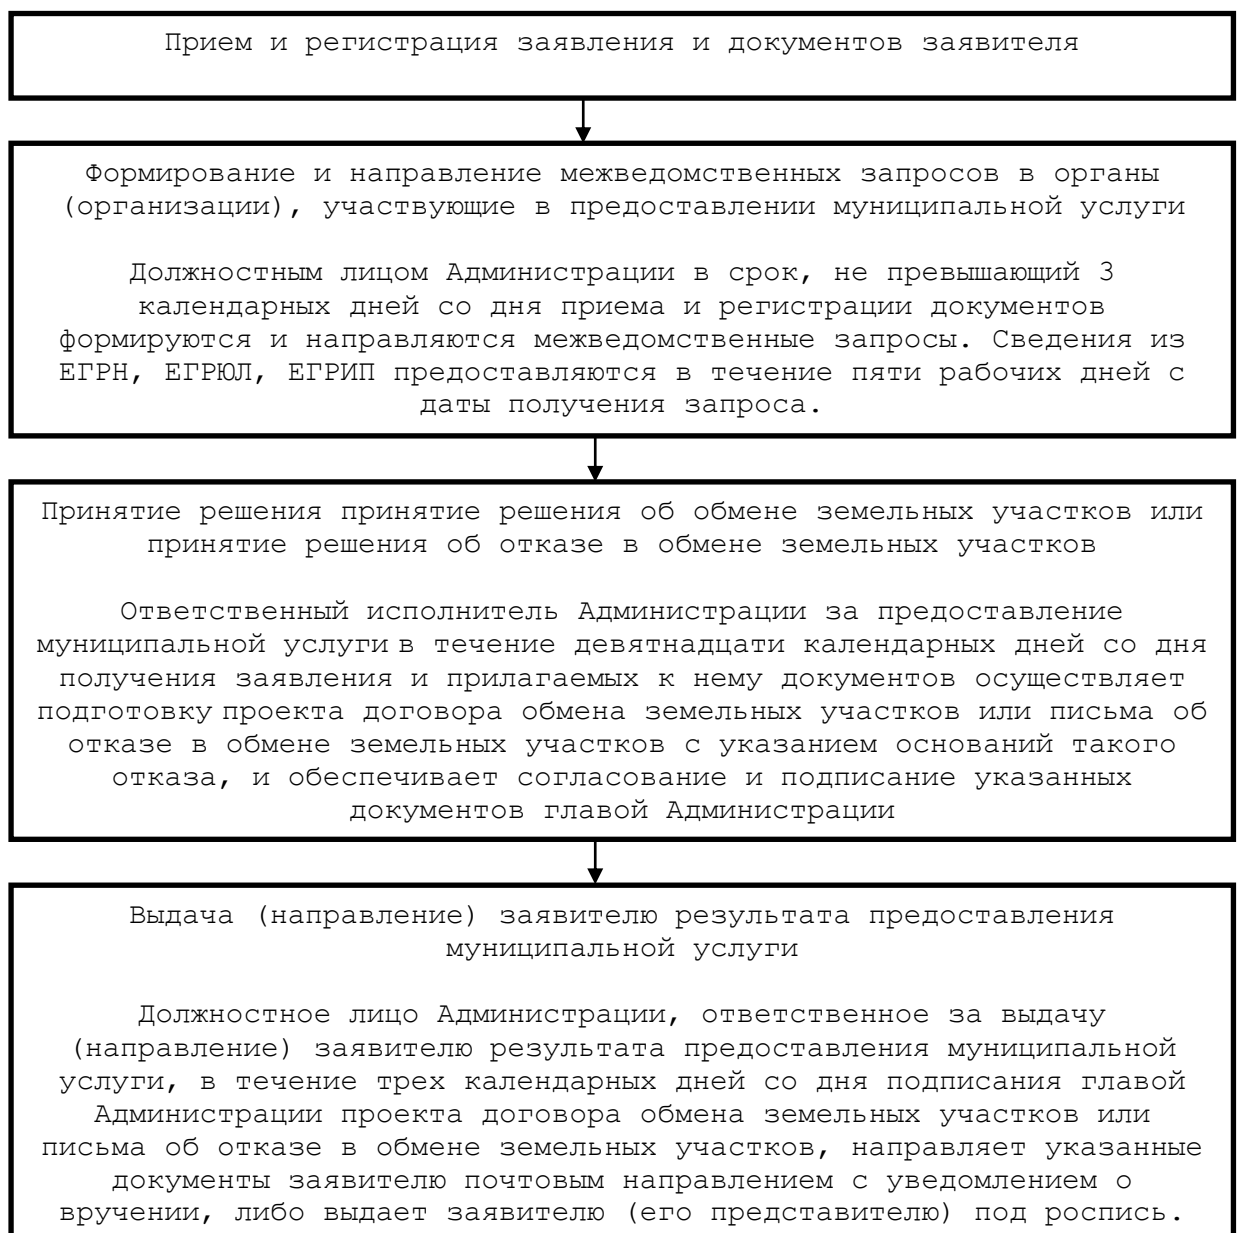 Прием и регистрация заявления и документов заявителя
Формирование и направление межведомственных запросов в органы
(организации), участвующие в предоставлении муниципальной услуги
Должностным лицом Администрации в срок, не превышающий 3
календарных дней со дня приема и регистрации документов
формируются и направляются межведомственные запросы. Сведения из
ЕГРН, ЕГРЮЛ, ЕГРИП предоставляются в течение пяти рабочих дней с
даты получения запроса.
Принятие решения принятие решения об обмене земельных участков или
принятие решения об отказе в обмене земельных участков
Ответственный исполнитель Администрации за предоставление
муниципальной услуги в течение девятнадцати календарных дней со дня
получения заявления и прилагаемых к нему документов осуществляет
подготовку проекта договора обмена земельных участков или письма об
отказе в обмене земельных участков с указанием оснований такого
отказа, и обеспечивает согласование и подписание указанных
документов главой Администрации
Выдача (направление) заявителю результата предоставления
муниципальной услуги
Должностное лицо Администрации, ответственное за выдачу
(направление) заявителю результата предоставления муниципальной
услуги, в течение трех календарных дней со дня подписания главой
Администрации проекта договора обмена земельных участков или
письма об отказе в обмене земельных участков, направляет указанные
документы заявителю почтовым направлением с уведомлением о
вручении, либо выдает заявителю (его представителю) под роспись.